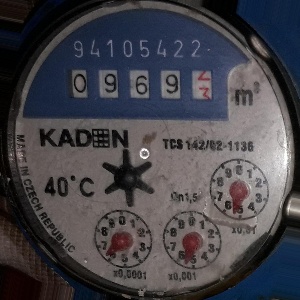 94105422
0969
m³
KADEN
TCS 142/02-1136
40°C
Qn1,5
MADE IN CZECH REPUBLIC
x0,01
x0,0001
x0,001